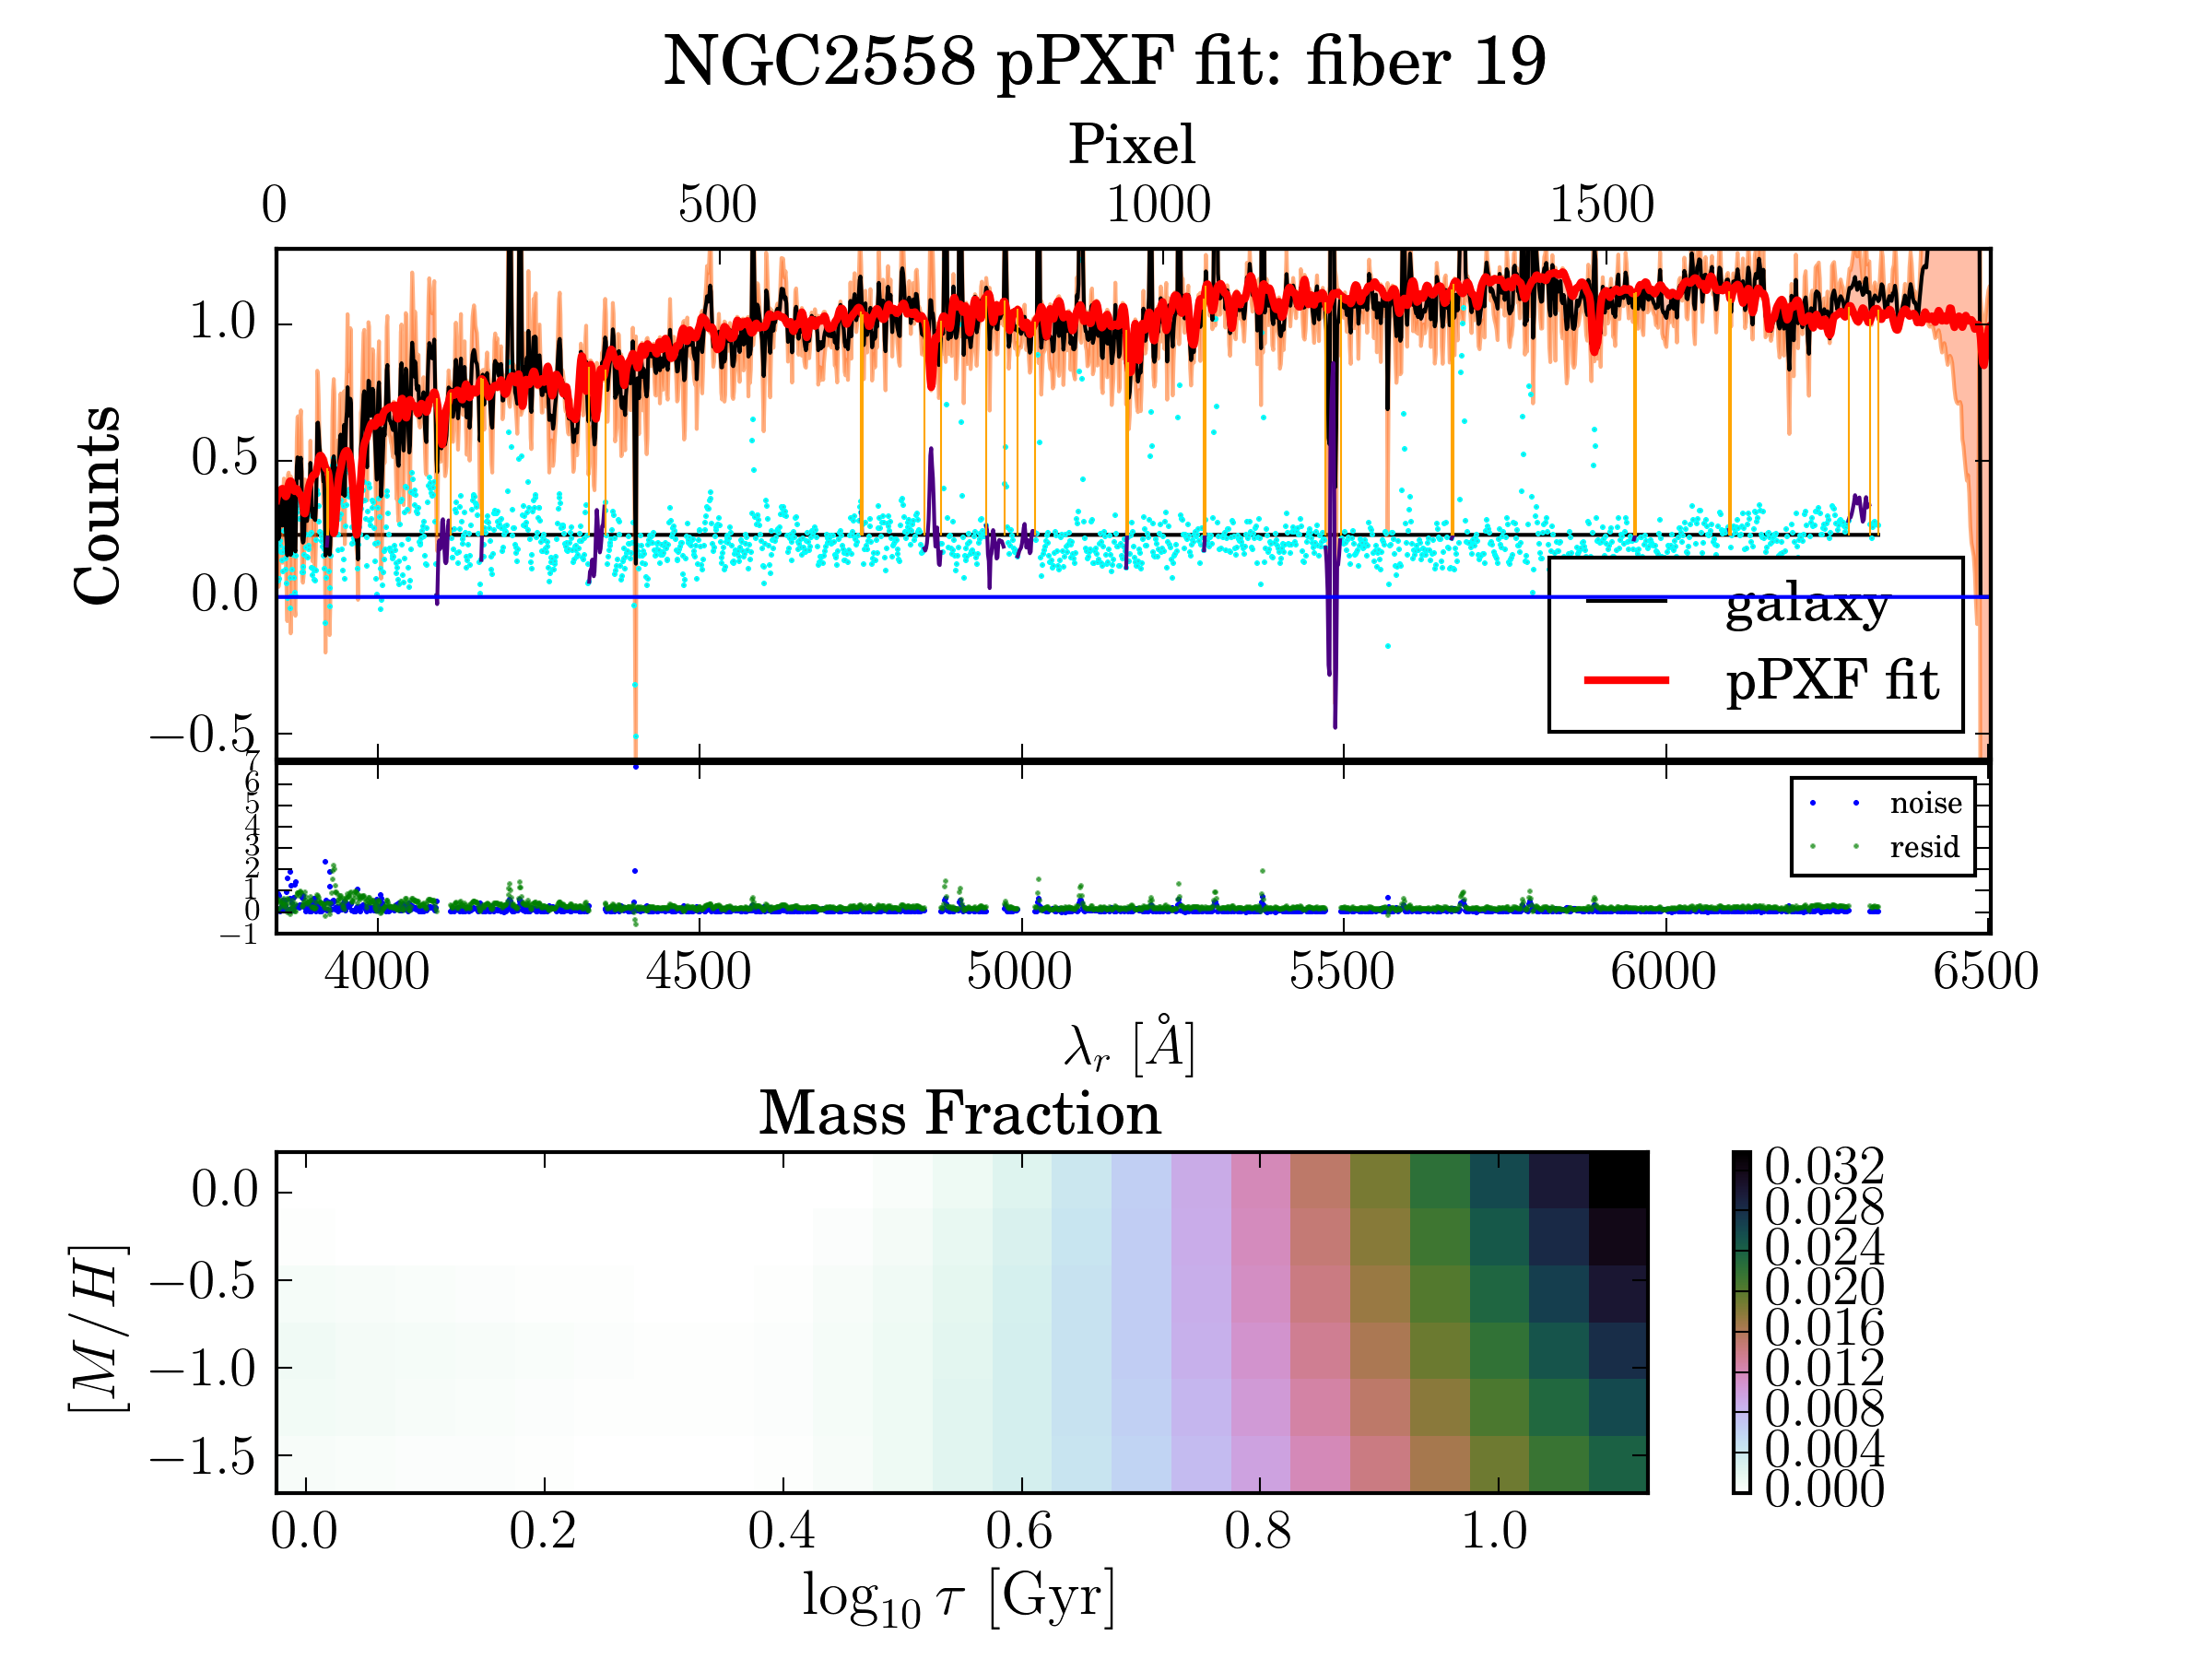 NGC2558 pPXF fit: fiber 19
Pixel
0 500 1000 1500
Counts
1.0
0.5
0.0
−0.5
galaxy
pPXF fit
7
6
5
4
3
2
1
0
−1
noise
resid
4000 4500 5000 5500 6000 6500
λr [Å]
Mass Fraction
[M/H]
0.0
−0.5
−1.0
−1.5
0.0 0.2 0.4 0.6 0.8 1.0
log10 τ [Gyr]
0.032
0.028
0.024
0.020
0.016
0.012
0.008
0.004
0.000